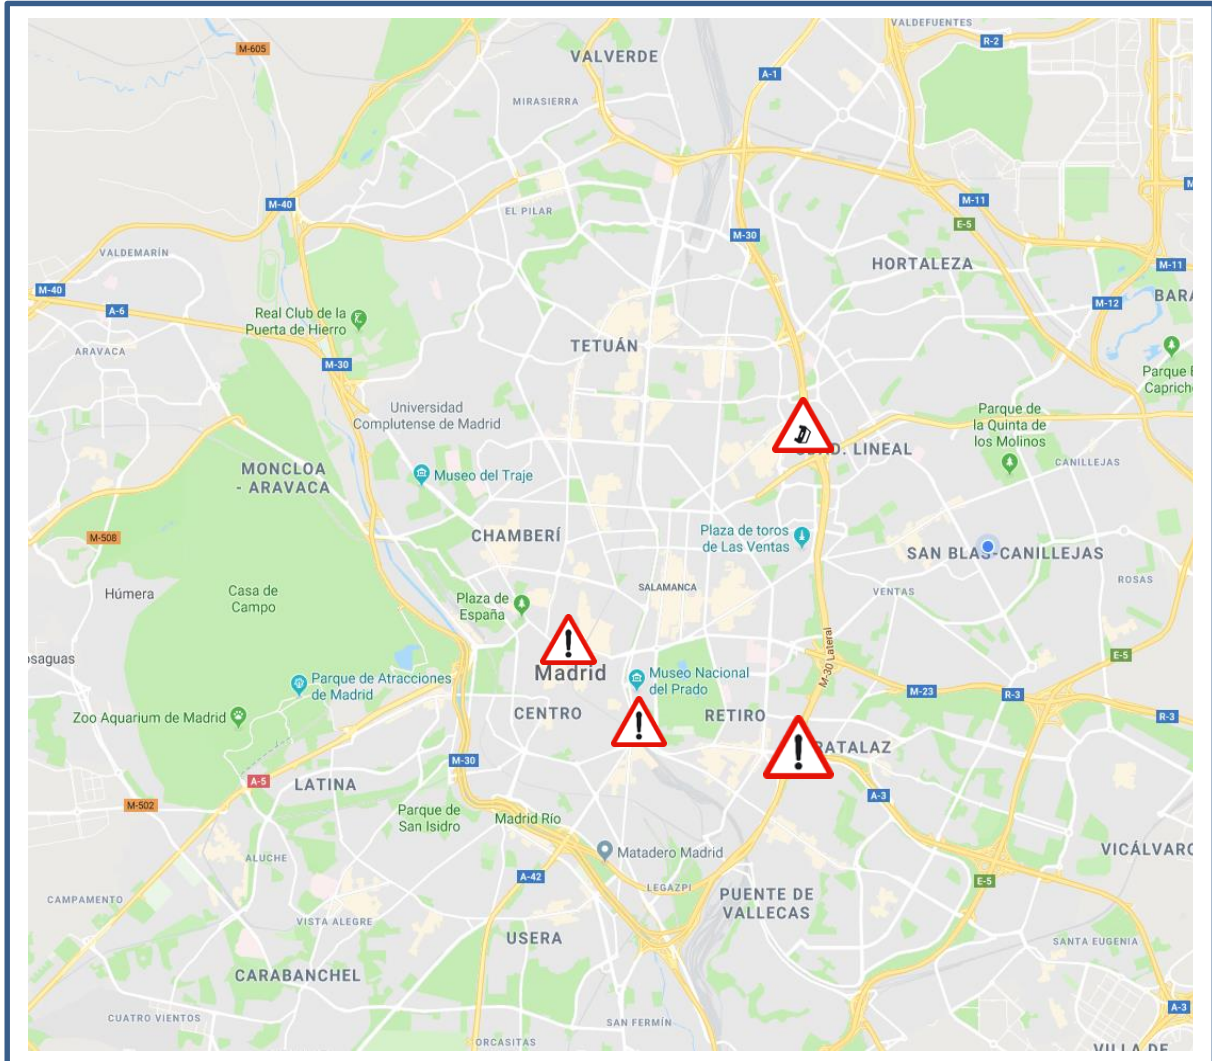 VALDEFUENTES
M-605
R-2
VALVERDE
A-1
MIRASIERRA
M-40
EL PILAR
M-11
E-5
M-30
VALDEMARÍN
HORTALEZA
M-11
M-40
M-12
A-6
Real Club de la
Puerta de Hierro
TETUÁN
ARAVACA
M-30
Parque
Universidad
Complutense de Madrid
Parque de
la Quinta de
los Molinos
LINEAL
MONCLOA
- ARAVACA
Museo del Traje
CANILLEJAS
CHAMBERÍ
Plaza de toros
de Las Ventas
M-508
SAN BLAS-CANILLEJAS
ROSAS
Húmera
Casa de
Campo
SALAMANCA
VENTAS
Plaza de
España
M-30 Lateral
E-5
Parque de Atracciones
de Madrid
Madrid
Museo Nacional
del Prado
M-23
R-3
Zoo Aquarium de Madrid
CENTRO
RETIRO
R-3
M-30
A-5
LATINA
A-3
M-502
Parque de
San Isidro
Madrid Río
Matadero Madrid
VICÁLVARO
ALUCHE
A-42
LEGAZPI
E-5
CAMPAMENTO
PUENTE DE
VALLECAS
VISTA ALEGRE
USERA
SANTA EUGENIA
CARABANCHEL
A-3
CUATRO VIENTOS
SAN FERMÍN
ORCASITAS
VILLA DE